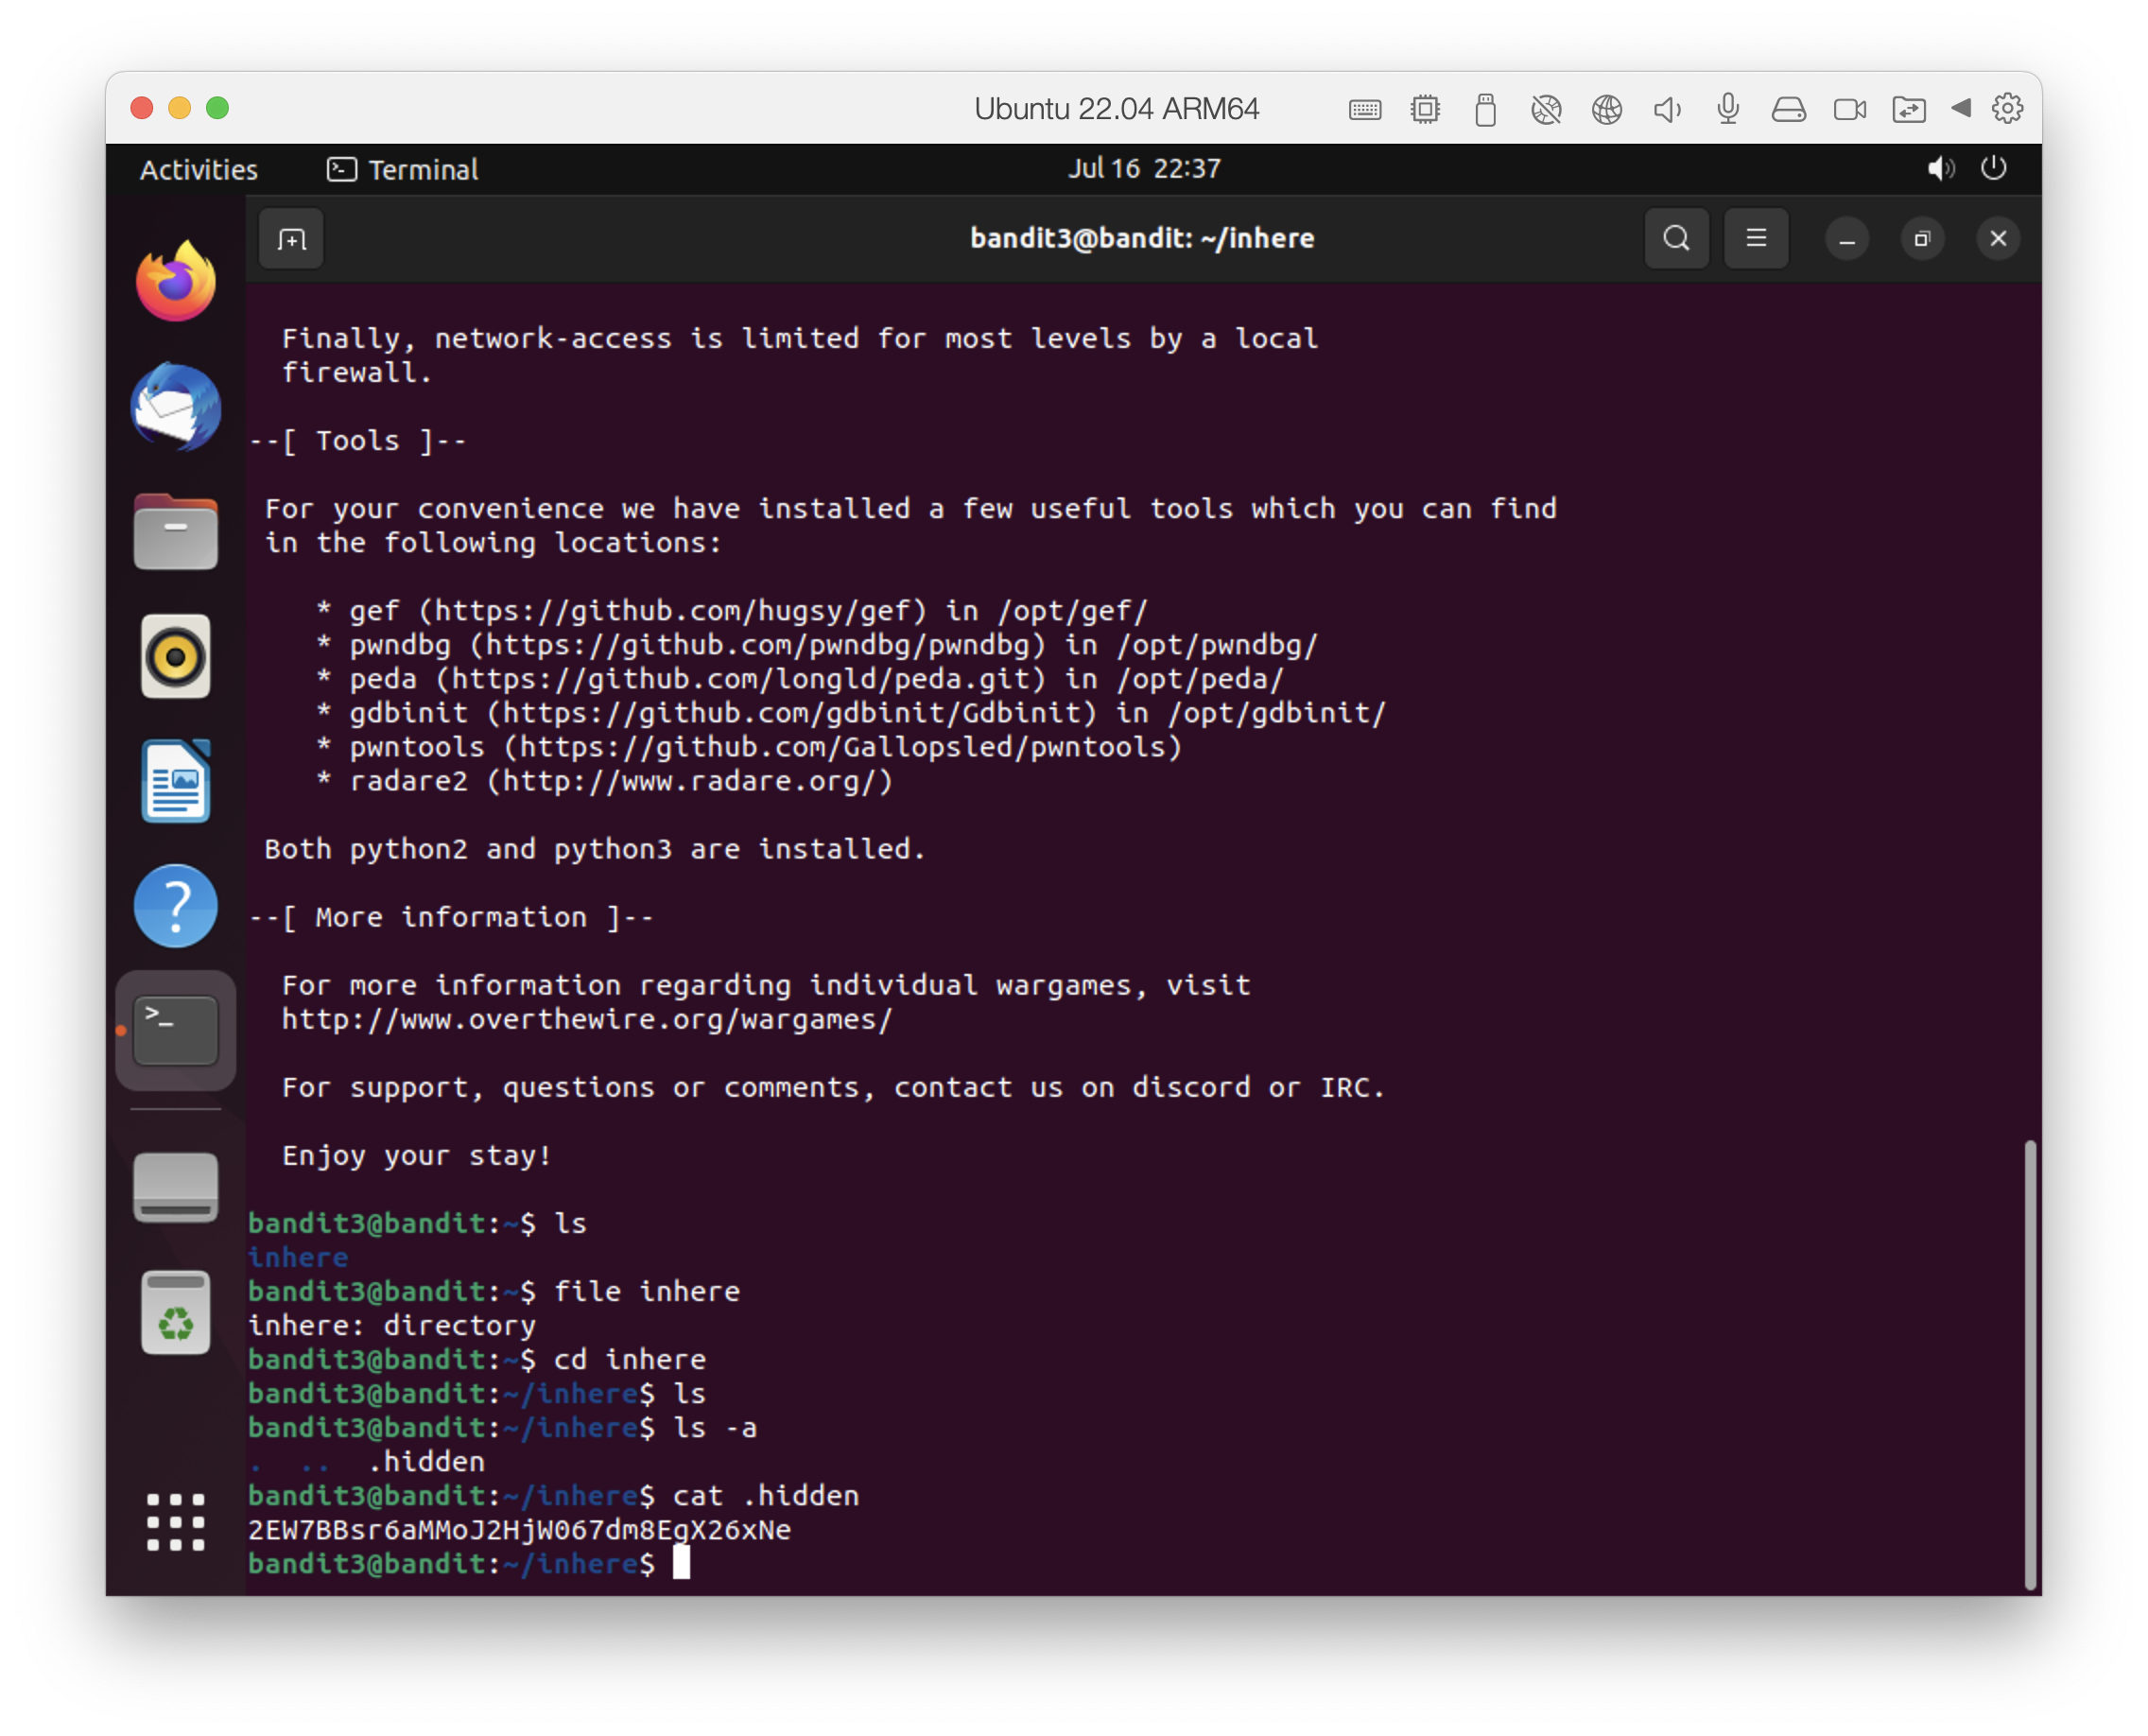 Ubuntu 22.04 ARM64
Activities
Terminal
Jul 16 22:37
bandit3@bandit: ~/inhere
Finally, network-access is limited for most levels by a local
firewall.
--[ Tools ]--
For your convenience we have installed a few useful tools which you can find
in the following locations:
* gef (https://github.com/hugsy/gef) in /opt/gef/
* pwndbg (https://github.com/pwndbg/pwndbg) in /opt/pwndbg/
* peda (https://github.com/longld/peda.git) in /opt/peda/
* gdbinit (https://github.com/gdbinit/Gdbinit) in /opt/gdbinit/
* pwntools (https://github.com/Gallopsled/pwntools)
* radare2 (http://www.radare.org/)
Both python2 and python3 are installed.
--[ More information ]--
For more information regarding individual wargames, visit
http://www.overthewire.org/wargames/
For support, questions or comments, contact us on discord or IRC.
Enjoy your stay!
bandit3@bandit:~$ ls
inhere
bandit3@bandit:~$ file inhere
inhere: directory
bandit3@bandit:~$ cd inhere
bandit3@bandit:~/inhere$ ls
bandit3@bandit:~/inhere$ ls -a
. .. .hidden
bandit3@bandit:~/inhere$ cat .hidden
2EW7BBsr6aMMoJ2HjW067dm8EgX26xNe
bandit3@bandit:~/inhere$